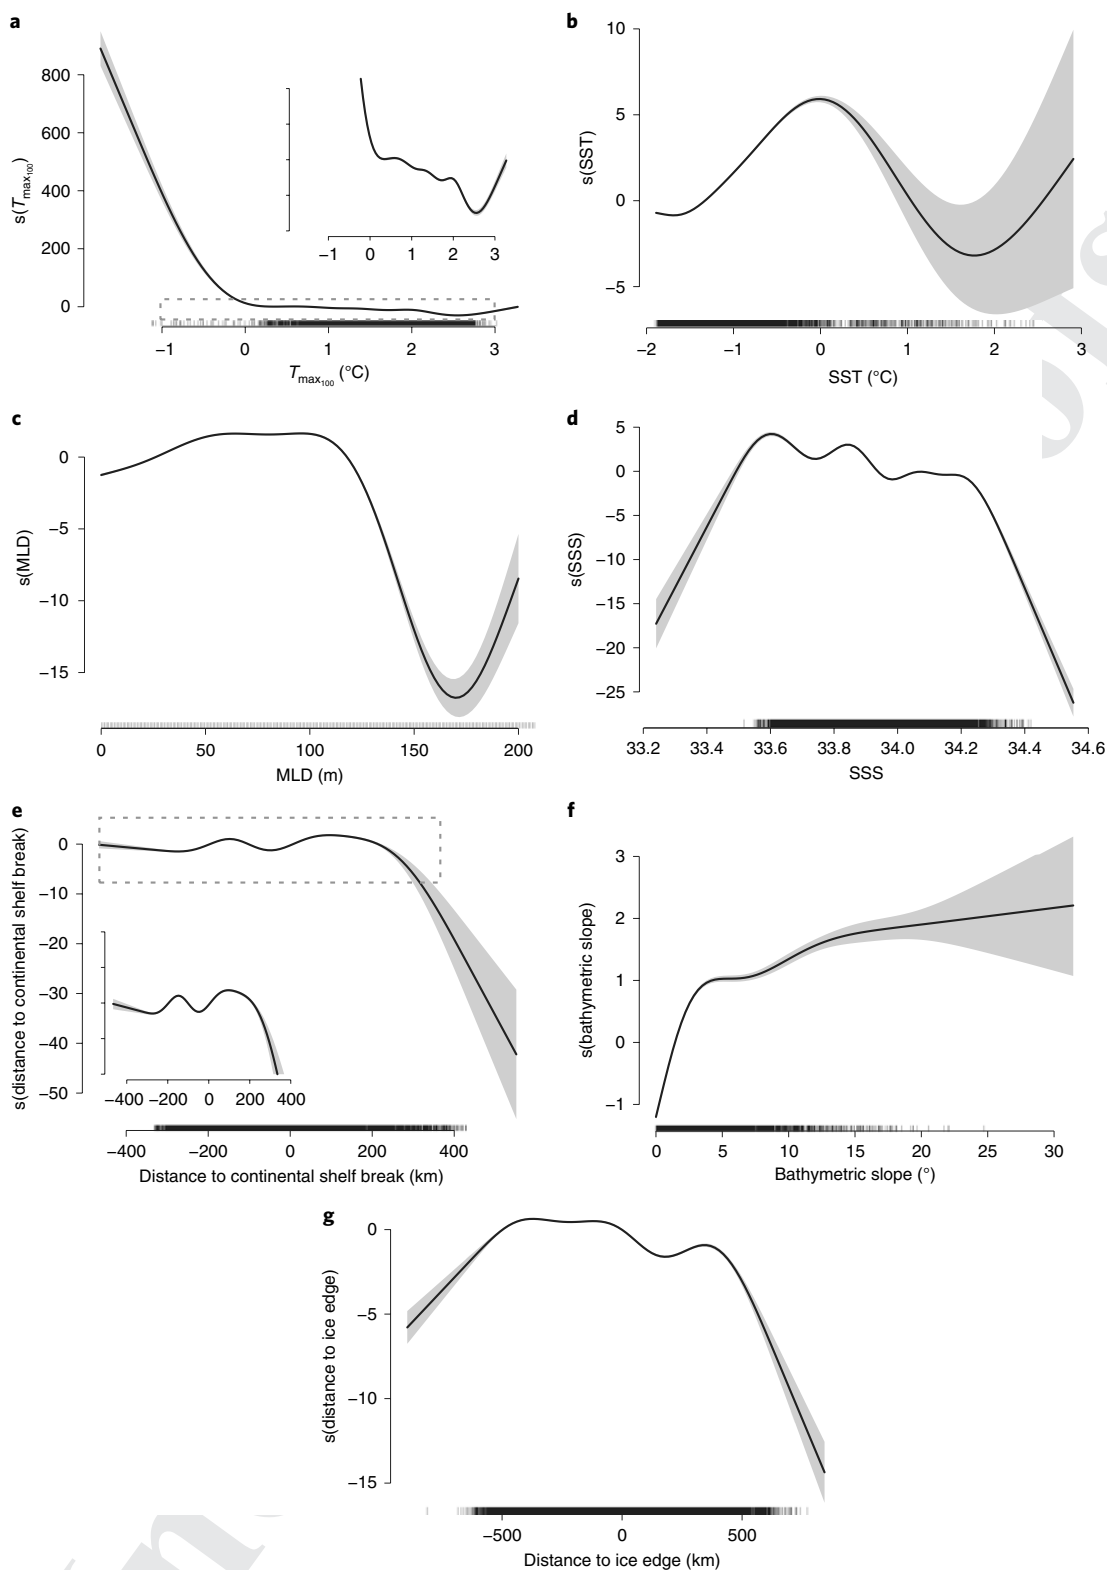 a
800
600
400
200
0
s(Tmax100)
−1 0 1 2 3
−1 0 1 2 3
Tmax100 (°C)
b
10
5
0
−5
s(SST)
−2 −1 0 1 2 3
SST (°C)
c
0
−5
−10
−15
s(MLD)
0 50 100 150 200
MLD (m)
d
5
0
−5
−10
−15
−20
−25
s(SSS)
33.2 33.4 33.6 33.8 34.0 34.2 34.4 34.6
SSS
e
0
−10
−20
−30
−40
−50
s(distance to continental shelf break)
−400 −200 0 200 400
−400 −200 0 200 400
Distance to continental shelf break (km)
f
3
2
1
0
−1
s(bathymetric slope)
0 5 10 15 20 25 30
Bathymetric slope (°)
g
0
−5
−10
−15
s(distance to ice edge)
−500 0 500
Distance to ice edge (km)